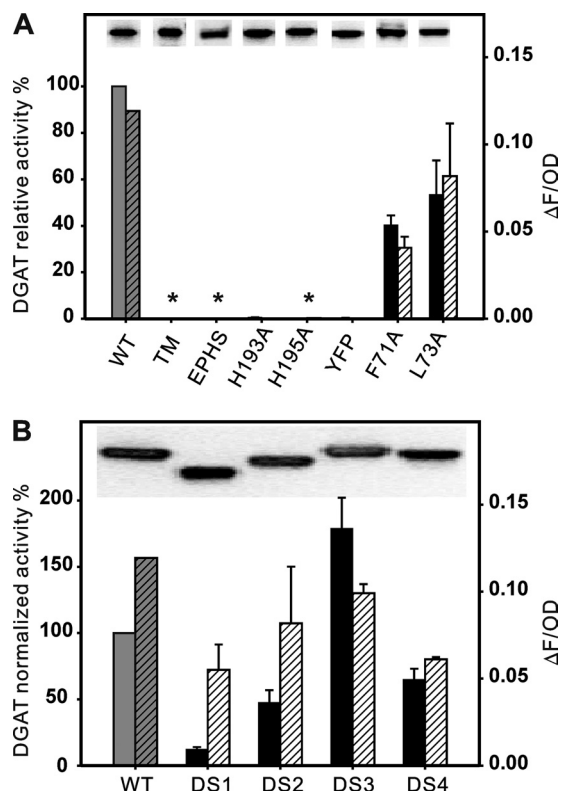 A
DGAT relative activity %
100
80
60
40
20
0
0.15
0.10
0.05
0.00
ΔF/OD
* * *
WT TM EPHS H193A H195A YFP F71A L73A
B
DGAT normalized activity %
200
150
100
50
0
0.15
0.10
0.05
0.00
ΔF/OD
WT DS1 DS2 DS3 DS4